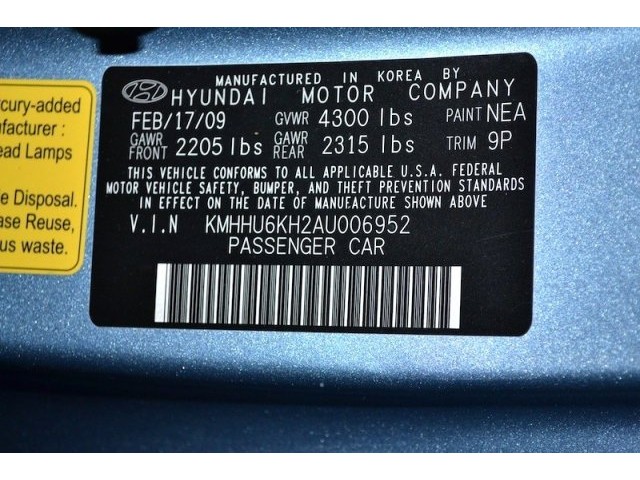 MANUFACTURED IN KOREA BY
HYUNDAI MOTOR COMPANY
FEB/17/09 GVWR 4300 lbs PAINT NEA
GAWR FRONT 2205 lbs GAWR REAR 2315 lbs TRIM 9P
THIS VEHICLE CONFORMS TO ALL APPLICABLE U.S.A. FEDERAL
MOTOR VEHICLE SAFETY, BUMPER, AND THEFT PREVENTION STANDARDS
IN EFFECT ON THE DATE OF MANUFACTURE SHOWN ABOVE
V.I.N KMHHU6KH2AU006952
PASSENGER CAR
rcury-added
nufacturer :
ead Lamps
e Disposal.
ease Reuse,
us waste.